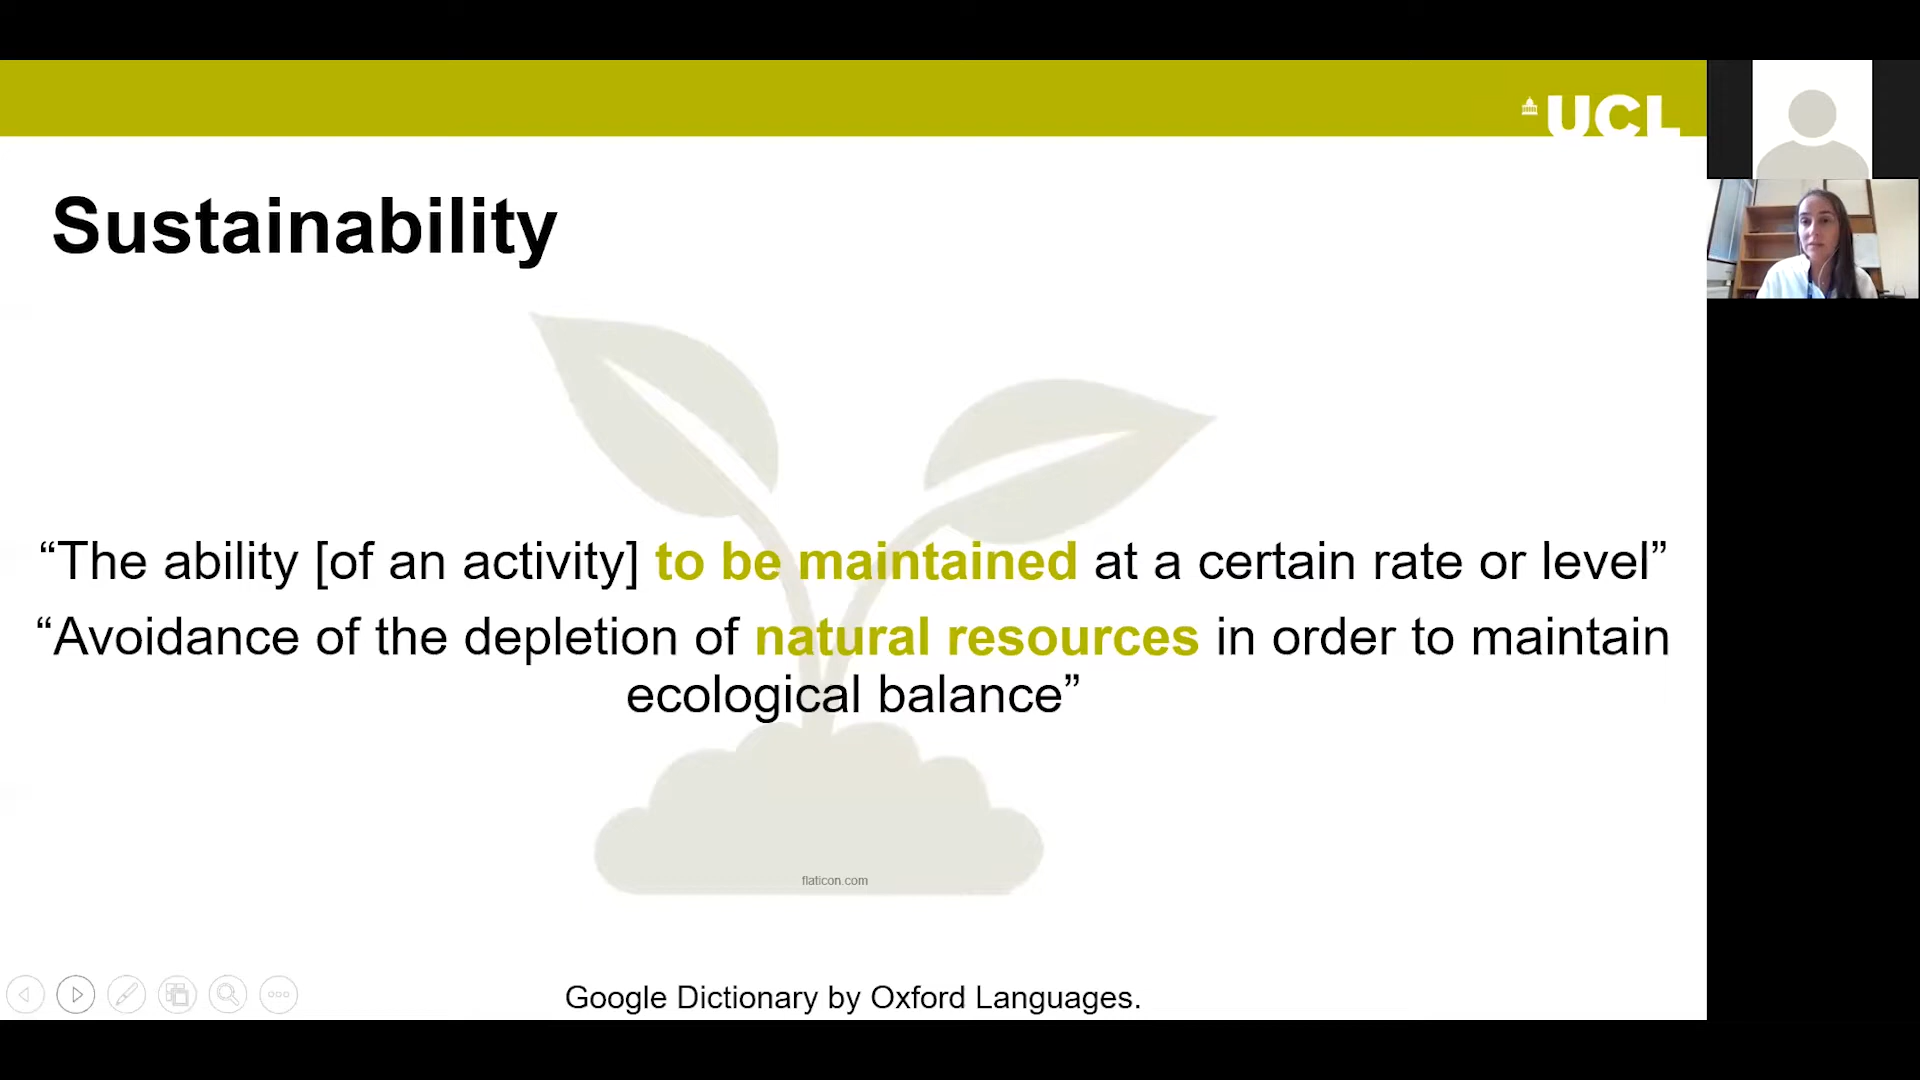 UCL
Sustainability
“The ability [of an activity] to be maintained at a certain rate or level”
“Avoidance of the depletion of natural resources in order to maintain
ecological balance”
flaticon.com
Google Dictionary by Oxford Languages.